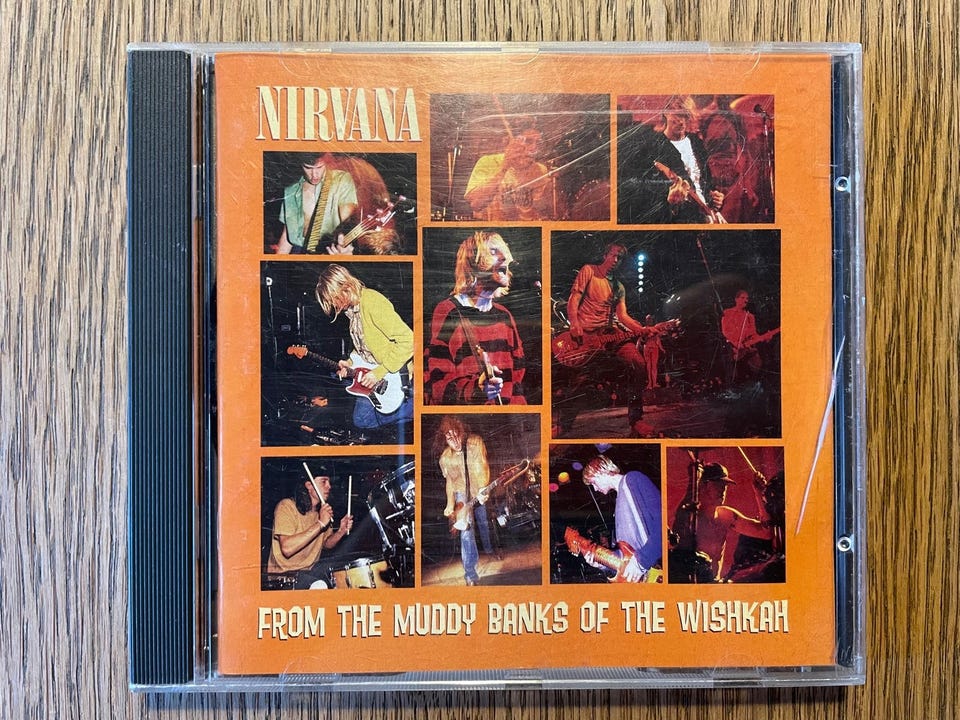 NIRVANA
FROM THE MUDDY BANKS OF THE WISHKAH